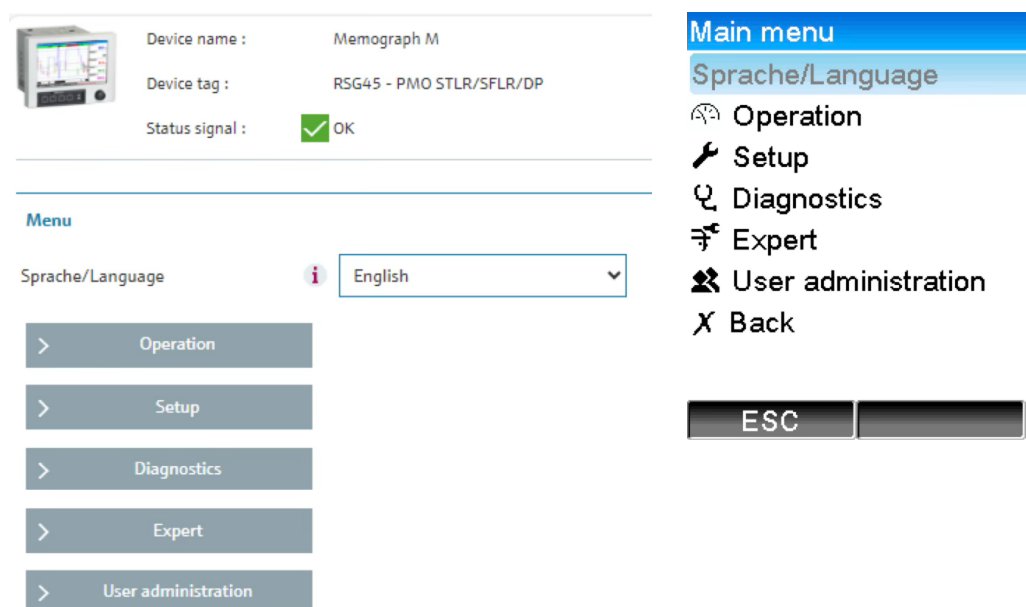 Device name : Memograph M
Device tag : RSG45 - PMO STLR/SFLR/DP
Status signal : OK
Menu
Sprache/Language i English
> Operation
> Setup
> Diagnostics
> Expert
> User administration
Main menu
Sprache/Language
Operation
Setup
Diagnostics
Expert
User administration
X Back
ESC